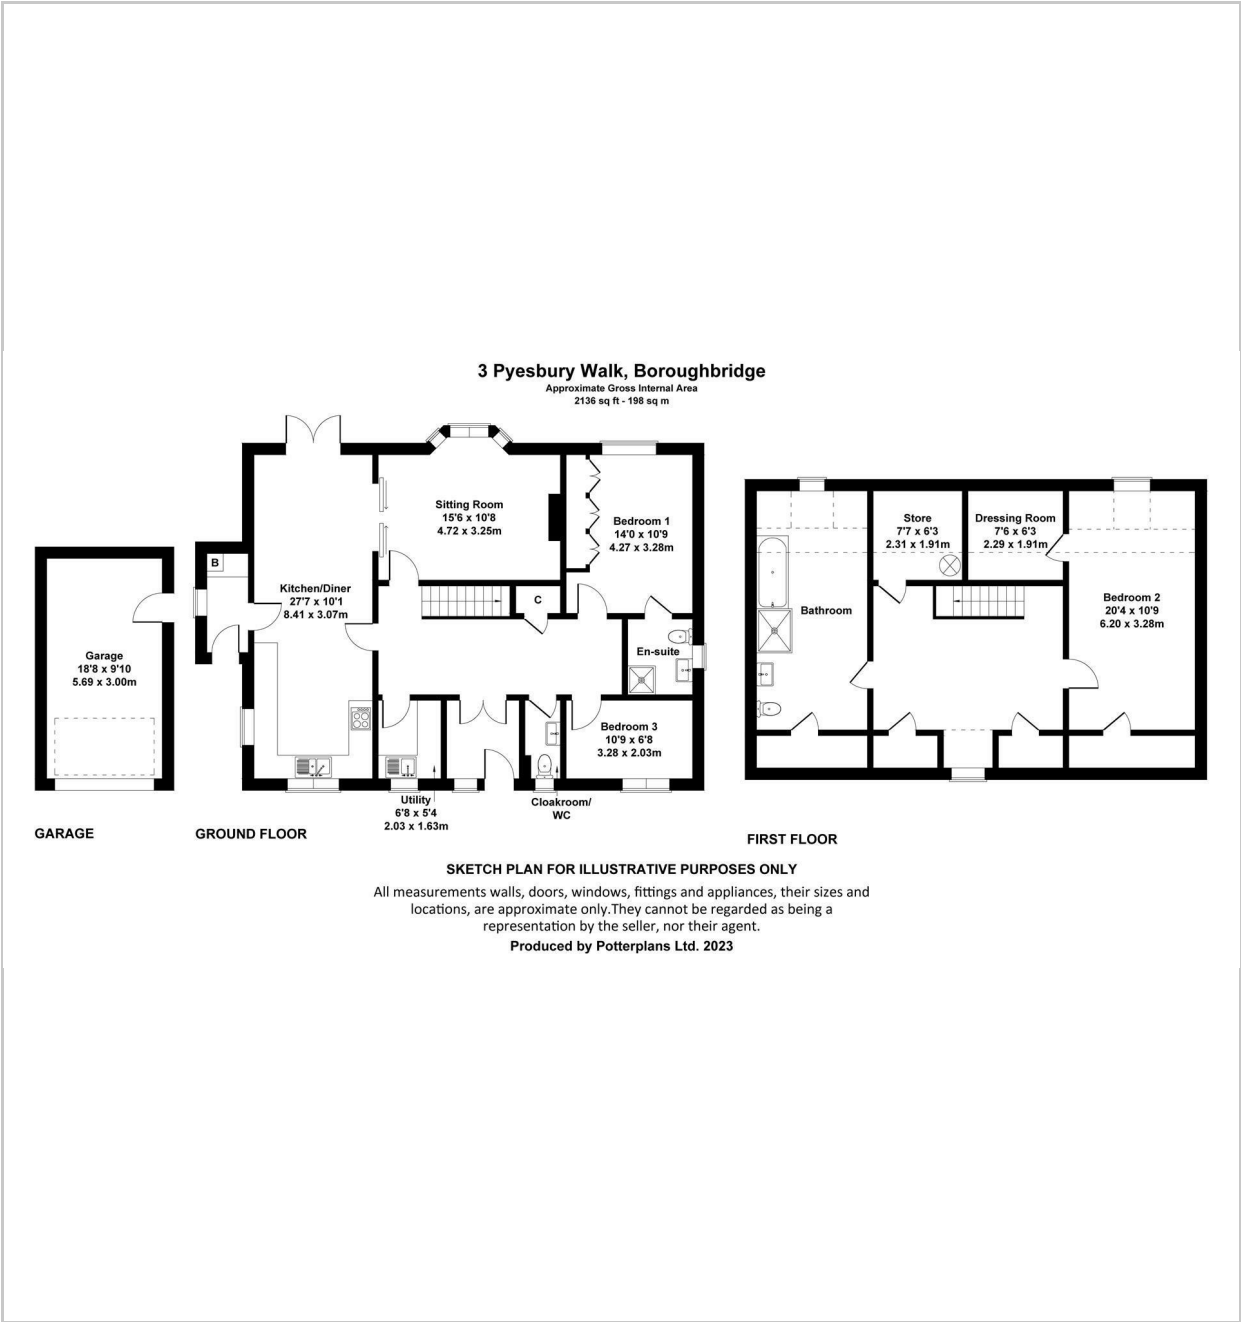 3 Pyesbury Walk, Boroughbridge
Approximate Gross Internal Area
2136 sq ft - 198 sq m
B
Kitchen/Diner
27'7 x 10'1
8.41 x 3.07m
Sitting Room
15'6 x 10'8
4.72 x 3.25m
Bedroom 1
14'0 x 10'9
4.27 x 3.28m
C
En-suite
Bedroom 3
10'9 x 6'8
3.28 x 2.03m
Utility
6'8 x 5'4
2.03 x 1.63m
Cloakroom/
WC
Garage
18'8 x 9'10
5.69 x 3.00m
Store
7'7 x 6'3
2.31 x 1.91m
Dressing Room
7'6 x 6'3
2.29 x 1.91m
Bathroom
Bedroom 2
20'4 x 10'9
6.20 x 3.28m
GARAGE
GROUND FLOOR
FIRST FLOOR
SKETCH PLAN FOR ILLUSTRATIVE PURPOSES ONLY
All measurements walls, doors, windows, fittings and appliances, their sizes and
locations, are approximate only.They cannot be regarded as being a
representation by the seller, nor their agent.
Produced by Potterplans Ltd. 2023